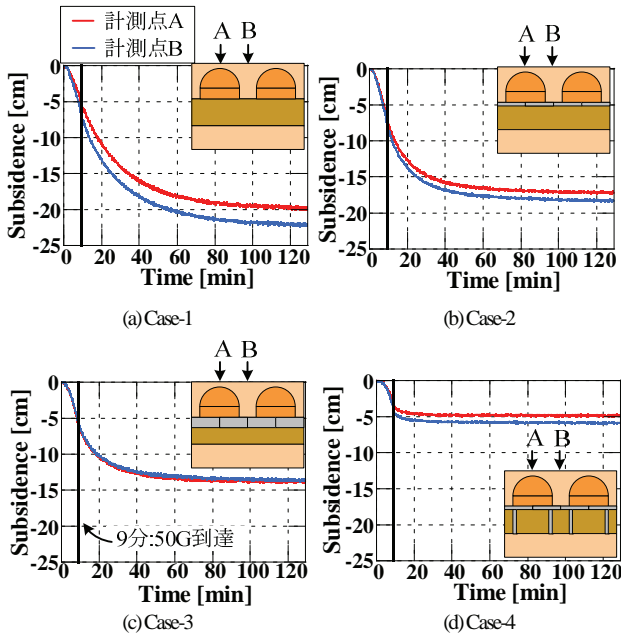 計測点A
計測点B
A B
Subsidence [cm]
0
-5
-10
-15
-20
-25
0 20 40 60 80 100 120
Time [min]
(a) Case-1
A B
Subsidence [cm]
0
-5
-10
-15
-20
-25
0 20 40 60 80 100 120
Time [min]
(b) Case-2
A B
Subsidence [cm]
0
-5
-10
-15
-20
-25
9分:50G到達
0 20 40 60 80 100 120
Time [min]
(c) Case-3
Subsidence [cm]
0
-5
-10
-15
-20
-25
A B
0 20 40 60 80 100 120
Time [min]
(d) Case-4